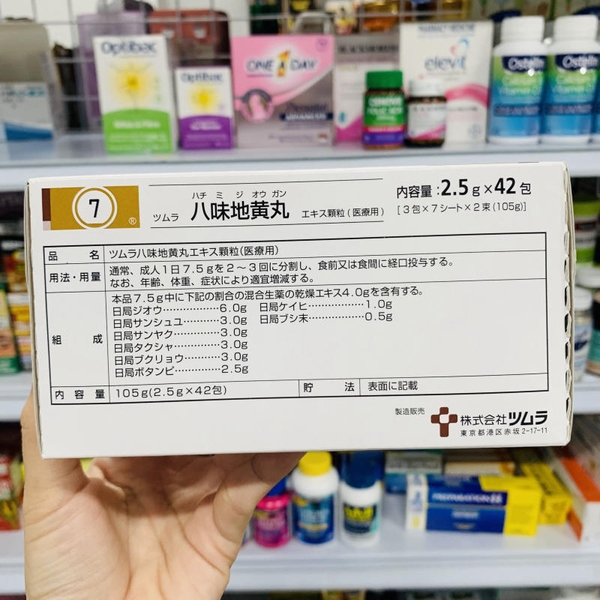 Optibac
Optibac
ONE A DAY
elevit
Ostelin
Ostelin
7
®
ハチ ミ ジ オウ ガン
ツムラ 八味地黄丸 エキス顆粒(医療用)
内容量:2.5g×42包
[3包×7シート×2束(105g)]
品 名 ツムラ八味地黄丸エキス顆粒(医療用)
用法・用量 通常、成人1日7.5gを2～3回に分割し、食前又は食間に経口投与する。
なお、年齢、体重、症状により適宜増減する。
組 成 本品7.5g中に下記の割合の混合生薬の乾燥エキス4.0gを含有する。
日局ジオウ……………6.0g 日局ケイヒ……………1.0g
日局サンシュユ………3.0g 日局ブシ末……………0.5g
日局サンヤク…………3.0g
日局タクシャ…………3.0g
日局ブクリョウ………3.0g
日局ボタンピ…………2.5g
内 容 量 105g(2.5g×42包) 貯 法 表面に記載
製造販売 株式会社ツムラ
東京都港区赤坂2-17-11
PREPARATION H